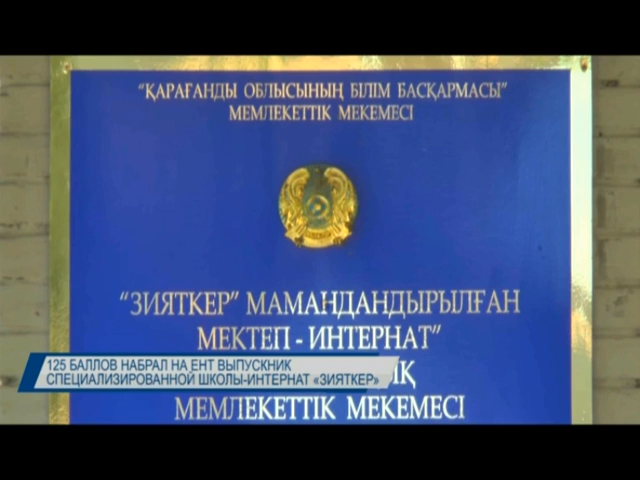 "ҚАРАҒАНДЫ ОБЛЫСЫНЫҢ БІЛІМ БАСҚАРМАСЫ"
МЕМЛЕКЕТТІК МЕКЕМЕСІ
"ЗИЯТКЕР" МАМАНДАНДЫРЫЛҒАН
МЕКТЕП - ИНТЕРНАТ"
125 БАЛЛОВ НАБРАЛ НА ЕНТ ВЫПУСКНИК
СПЕЦИАЛИЗИРОВАННОЙ ШКОЛЫ-ИНТЕРНАТ «ЗИЯТКЕР»
МЕМЛЕКЕТТІК МЕКЕМЕСІ